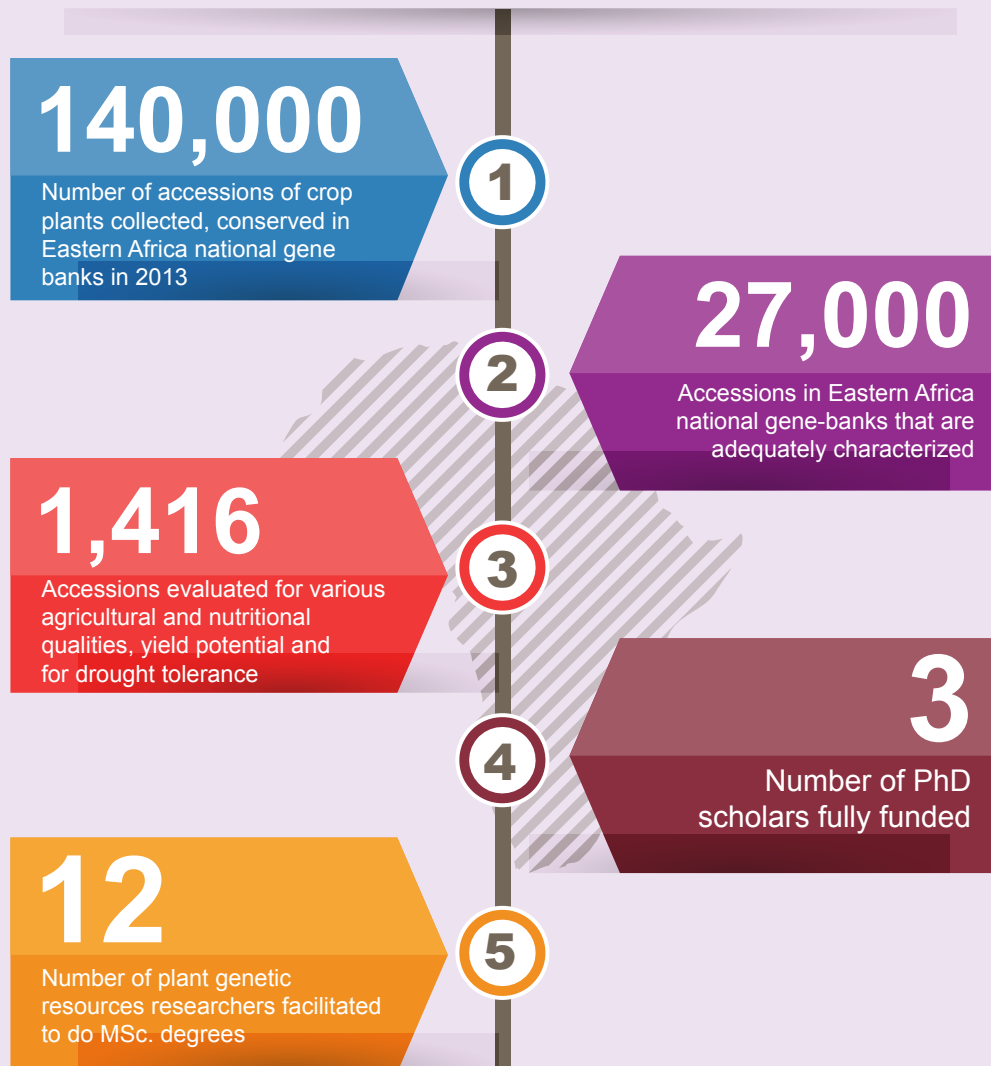 140,000
Number of accessions of crop
plants collected, conserved in
Eastern Africa national gene
banks in 2013
1
27,000
Accessions in Eastern Africa
national gene-banks that are
adequately characterized
2
1,416
Accessions evaluated for various
agricultural and nutritional
qualities, yield potential and
for drought tolerance
3
3
Number of PhD
scholars fully funded
4
12
Number of plant genetic
resources researchers facilitated
to do MSc. degrees
5